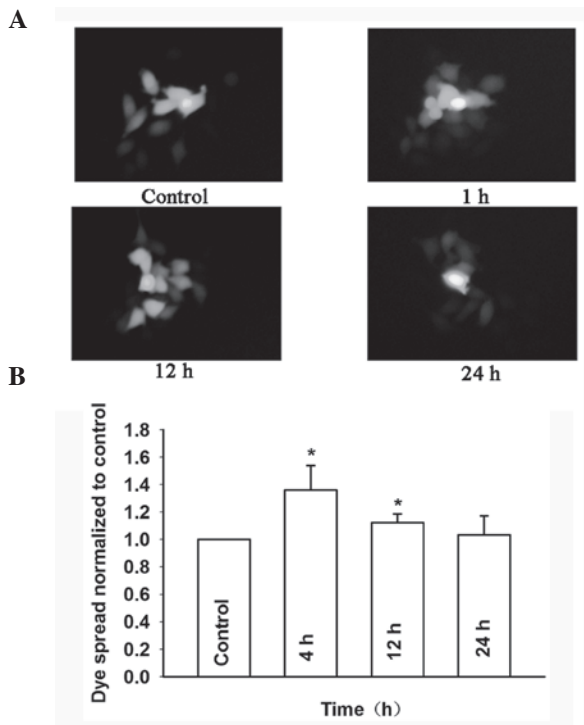 A
Control
1 h
12 h
24 h
B
Dye spread normalized to control
1.8
1.6
1.4
1.2
1.0
0.8
0.6
0.4
0.2
0.0
*
*
Control
4 h
12 h
24 h
Time (h)